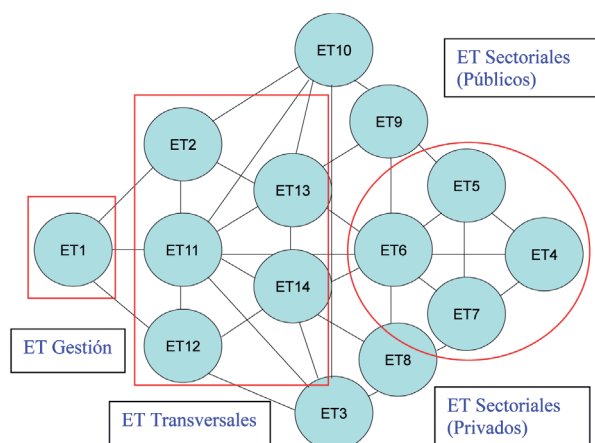 ET10
ET Sectoriales
(Públicos)
ET9
ET2
ET13
ET5
ET1
ET11
ET6
ET4
ET14
ET7
ET12
ET8
ET Gestión
ET3
ET Transversales
ET Sectoriales
(Privados)